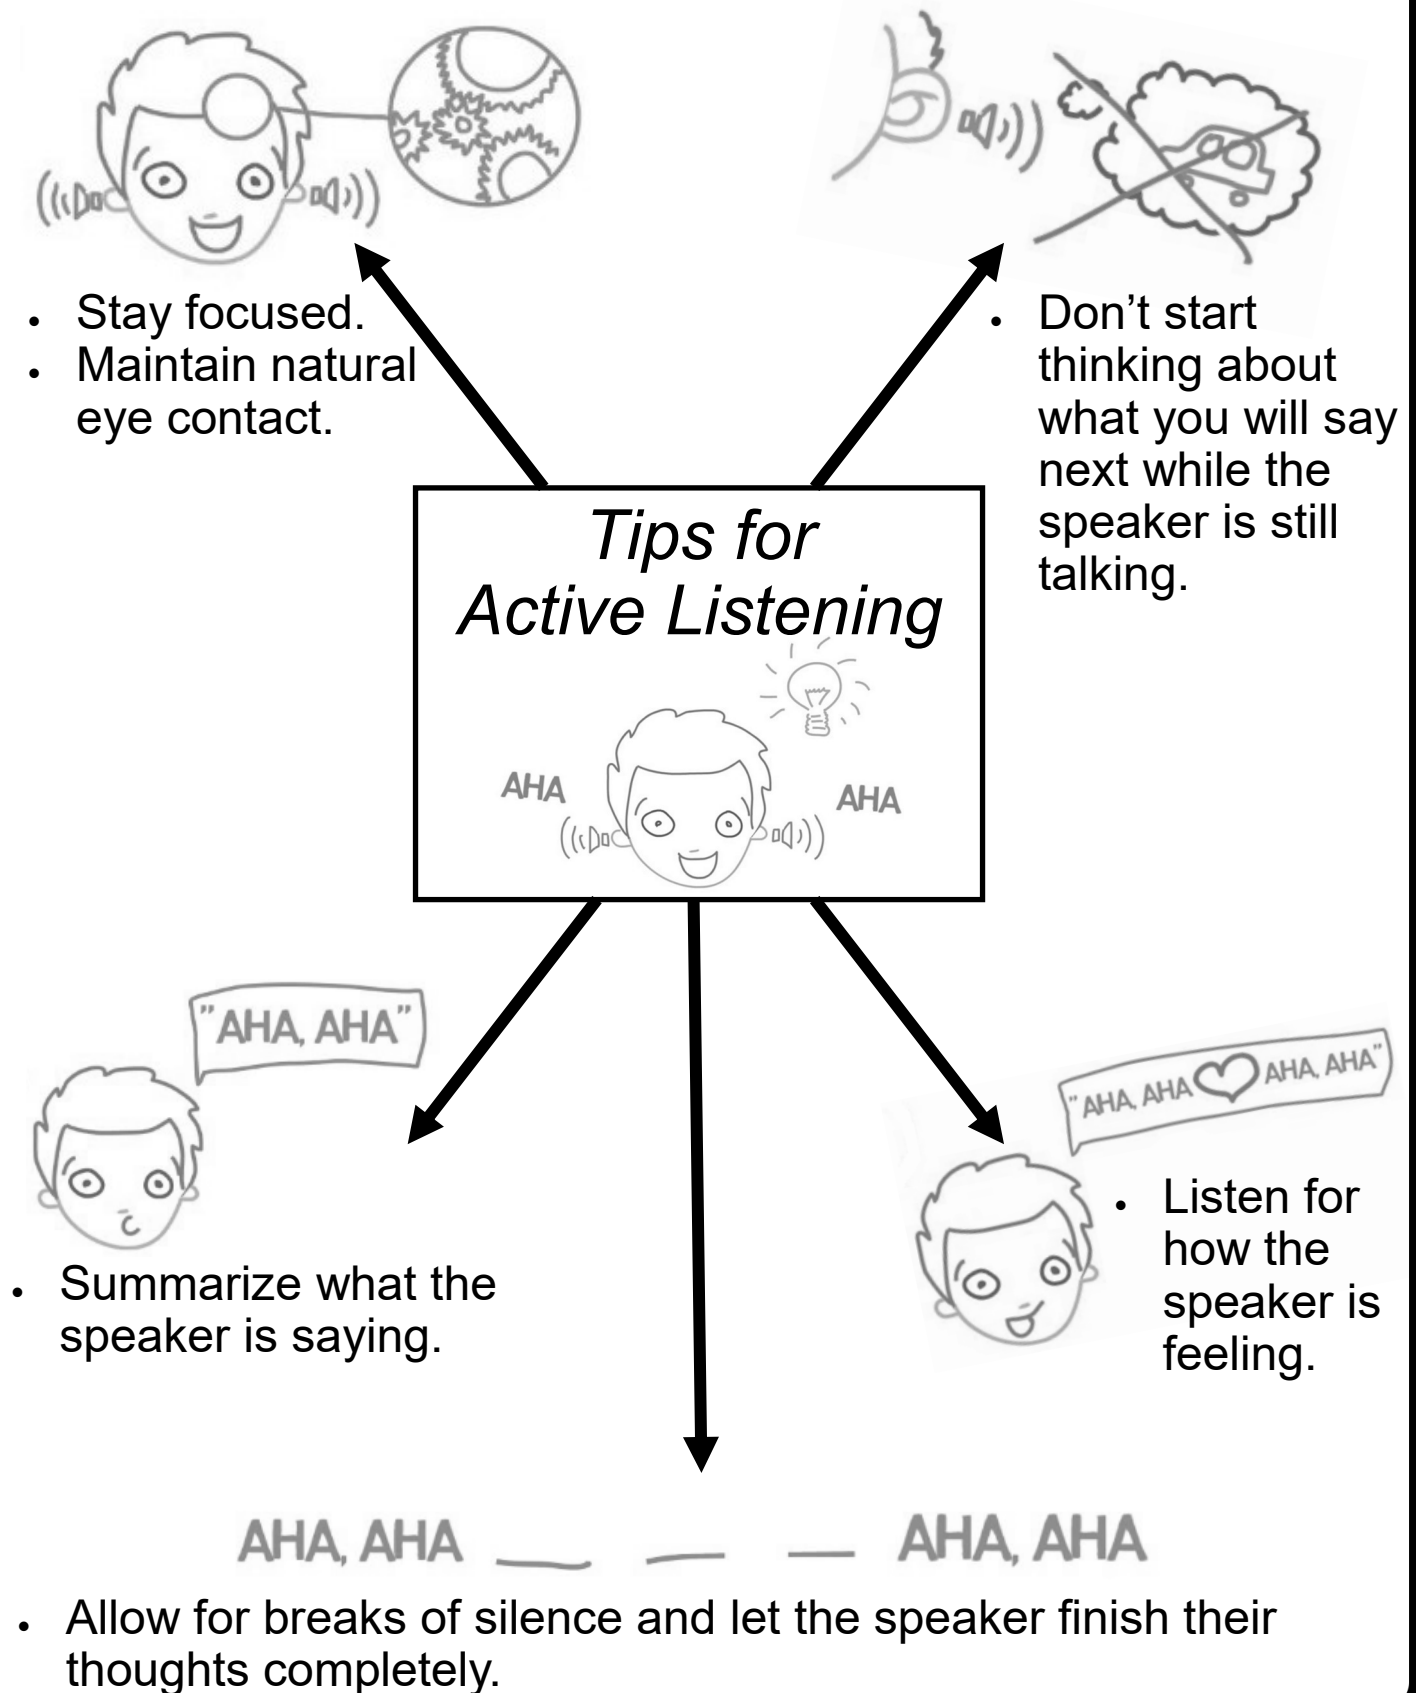 • Stay focused.
• Maintain natural
eye contact.
• Don’t start
thinking about
what you will say
next while the
speaker is still
talking.
Tips for
Active Listening
AHA
AHA
"AHA, AHA"
• Summarize what the
speaker is saying.
"AHA, AHA AHA, AHA"
• Listen for
how the
speaker is
feeling.
AHA, AHA __ __ __ AHA, AHA
• Allow for breaks of silence and let the speaker finish their
thoughts completely.